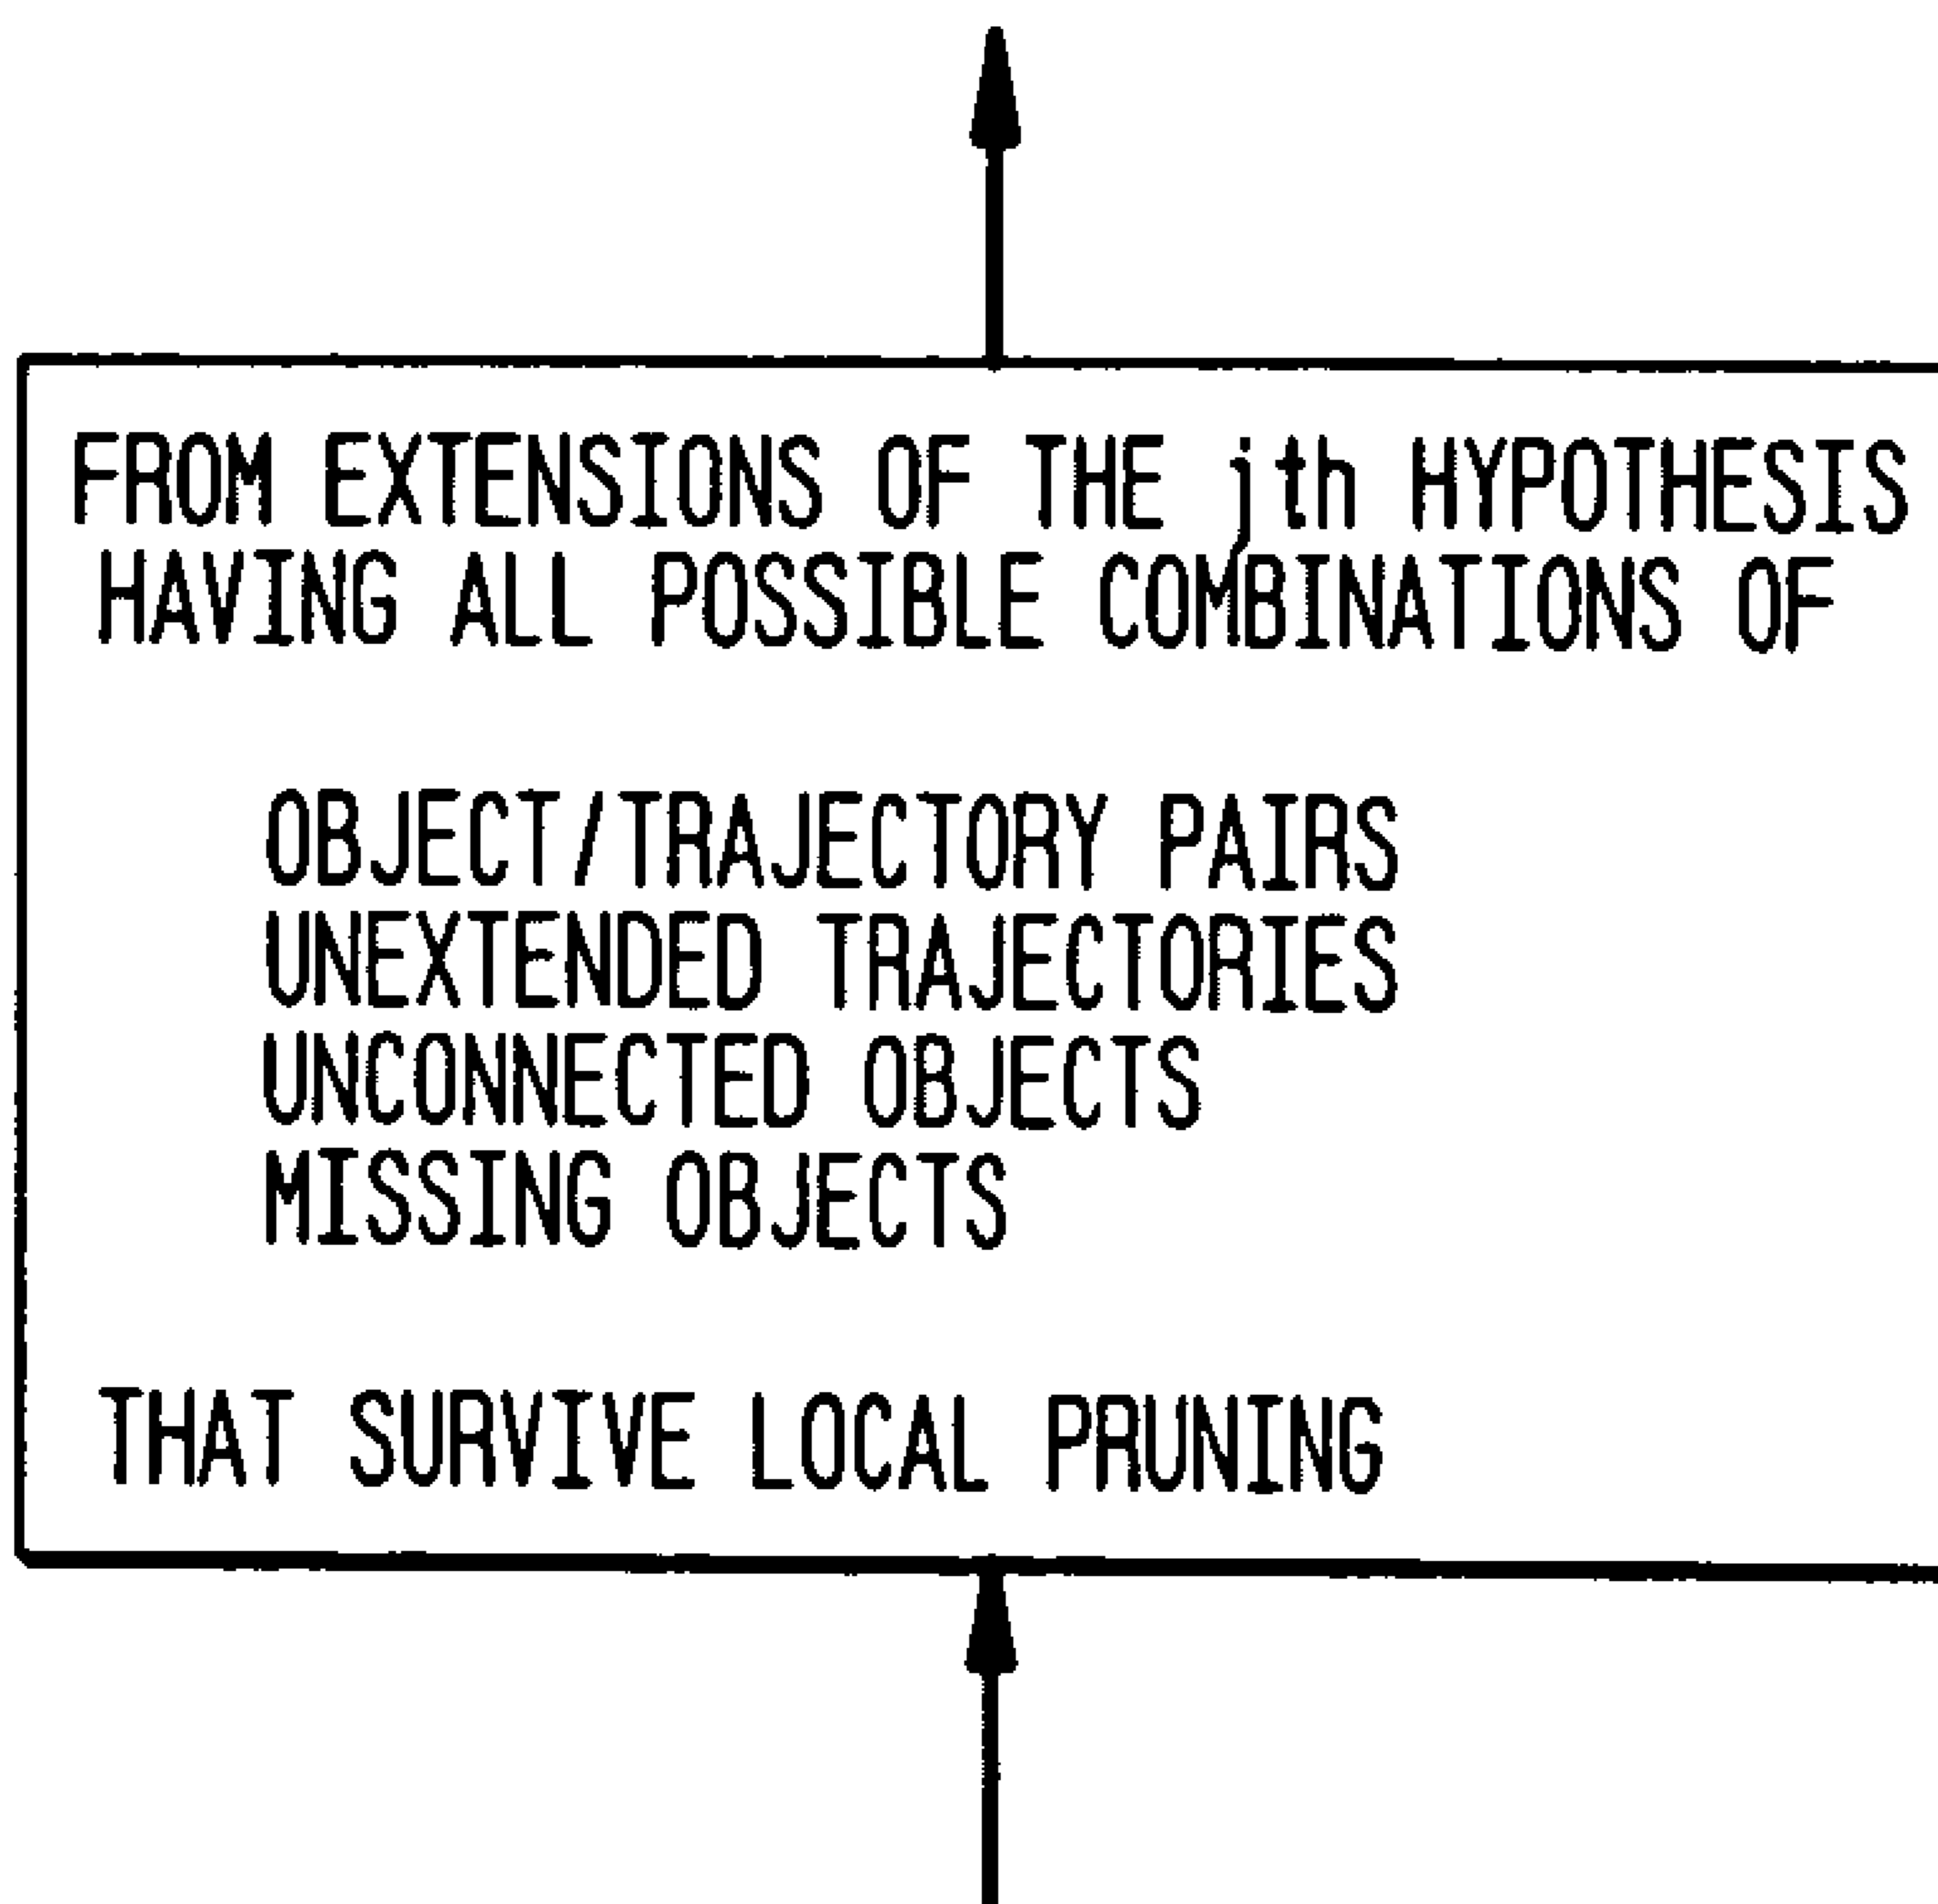 FROM EXTENSIONS OF THE jth HYPOTHESIS
HAVING ALL POSSIBLE COMBINATIONS OF
OBJECT/TRAJECTORY PAIRS
UNEXTENDED TRAJECTORIES
UNCONNECTED OBJECTS
MISSING OBJECTS
THAT SURVIVE LOCAL PRUNING